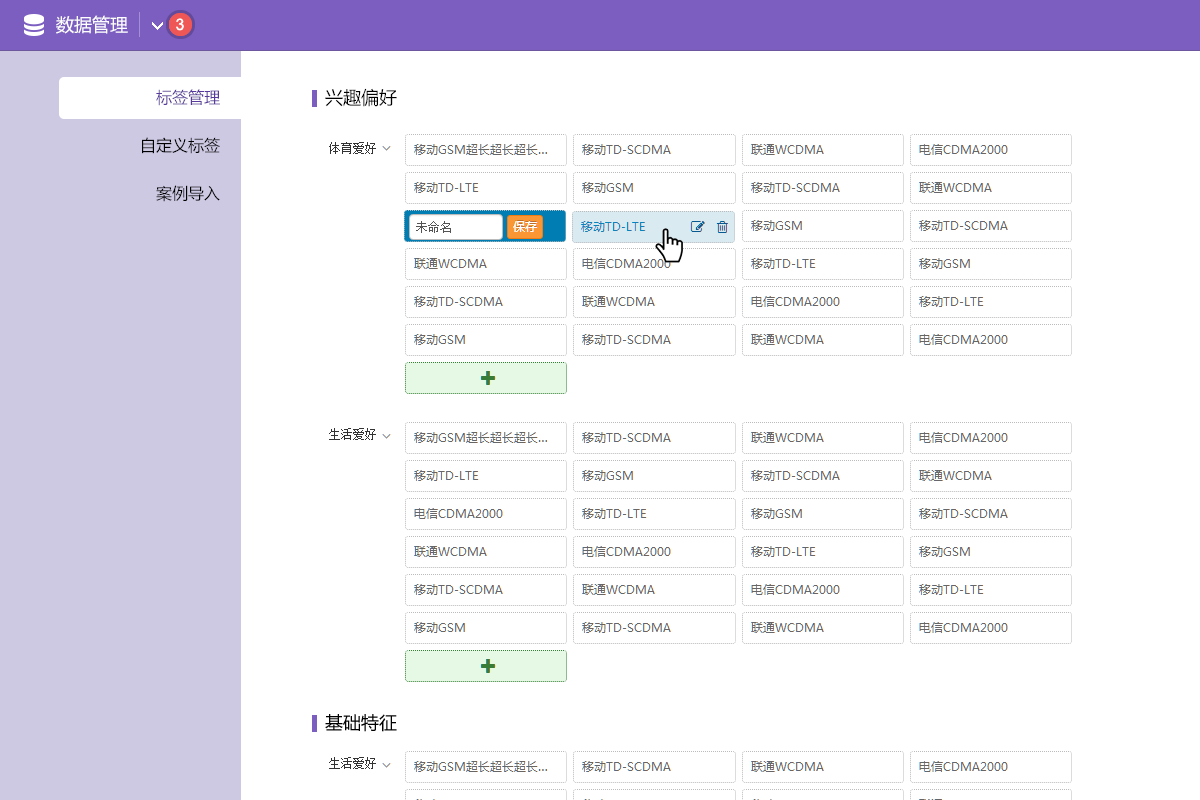 数据管理 3
标签管理
自定义标签
案例导入
兴趣偏好
体育爱好 移动GSM超长超长超长... 移动TD-SCDMA 联通WCDMA 电信CDMA2000
移动TD-LTE 移动GSM 移动TD-SCDMA 联通WCDMA
未命名 保存 移动TD-LTE 移动GSM 移动TD-SCDMA
联通WCDMA 电信CDMA2000 移动TD-LTE 移动GSM
移动TD-SCDMA 联通WCDMA 电信CDMA2000 移动TD-LTE
移动GSM 移动TD-SCDMA 联通WCDMA 电信CDMA2000
生活爱好 移动GSM超长超长超长... 移动TD-SCDMA 联通WCDMA 电信CDMA2000
移动TD-LTE 移动GSM 移动TD-SCDMA 联通WCDMA
电信CDMA2000 移动TD-LTE 移动GSM 移动TD-SCDMA
联通WCDMA 电信CDMA2000 移动TD-LTE 移动GSM
移动TD-SCDMA 联通WCDMA 电信CDMA2000 移动TD-LTE
移动GSM 移动TD-SCDMA 联通WCDMA 电信CDMA2000
基础特征
生活爱好 移动GSM超长超长超长... 移动TD-SCDMA 联通WCDMA 电信CDMA2000